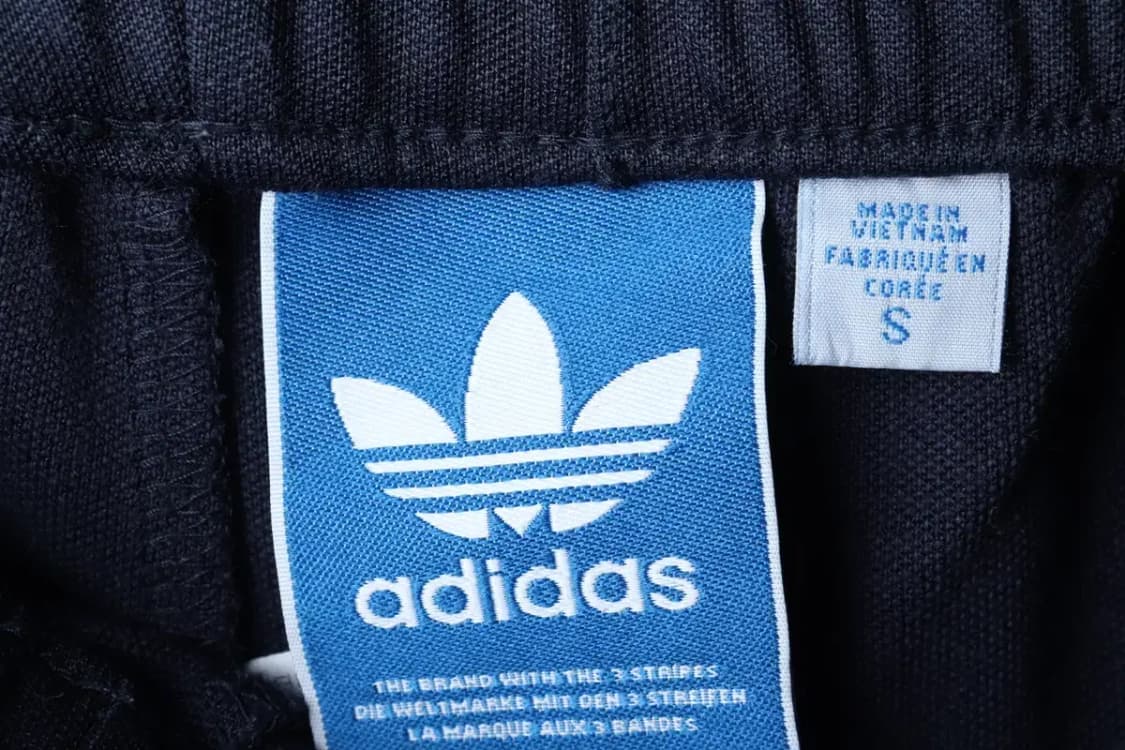 adidas
THE BRAND WITH THE 3 STRIPES
DIE WELTMARKE MIT DEN 3 STREIFEN
LA MARQUE AUX 3 BANDES
MADE IN
VIETNAM
FABRIQUÉ EN
CORÉE
S